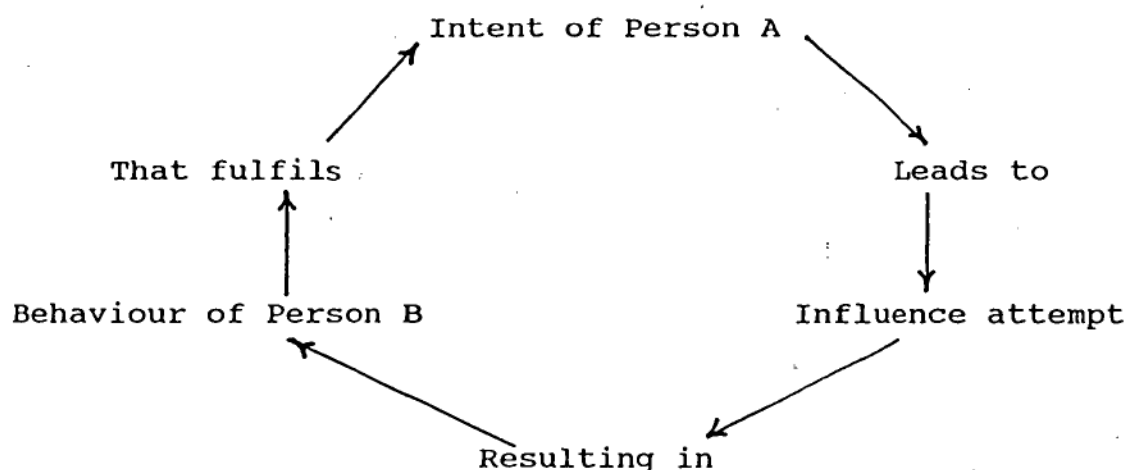 Intent of Person A
That fulfils
Leads to
Behaviour of Person B
Influence attempt
Resulting in